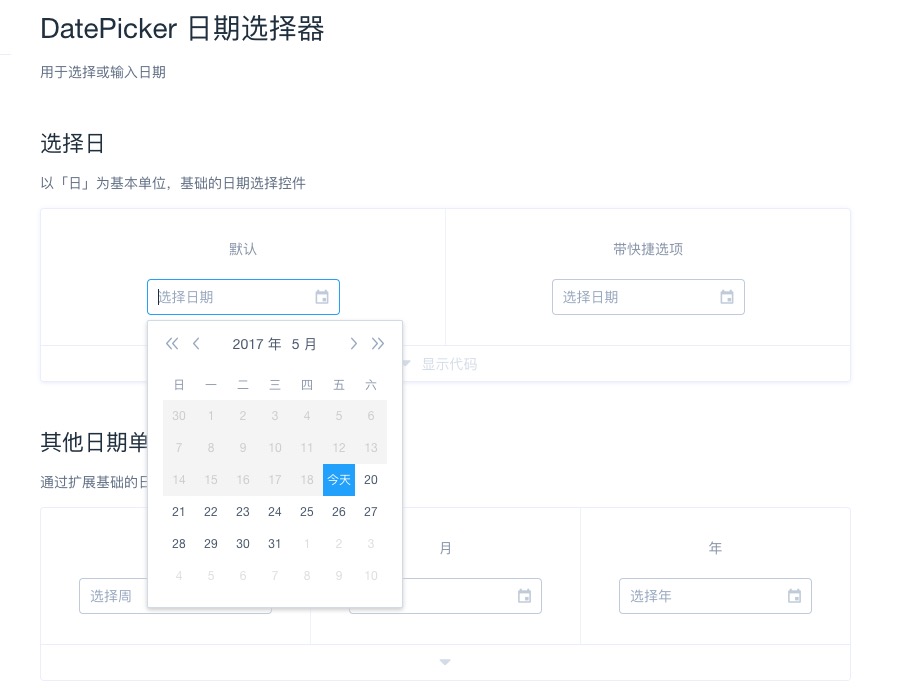 DatePicker 日期选择器
用于选择或输入日期
选择日
以「日」为基本单位，基础的日期选择控件
默认
带快捷选项
选择日期
选择日期
2017 年 5 月
日 一 二 三 四 五 六
30 1 2 3 4 5 6
7 8 9 10 11 12 13
14 15 16 17 18 今天 20
21 22 23 24 25 26 27
28 29 30 31 1 2 3
4 5 6 7 8 9 10
显示代码
其他日期单
通过扩展基础的日
月
年
选择周
选择年